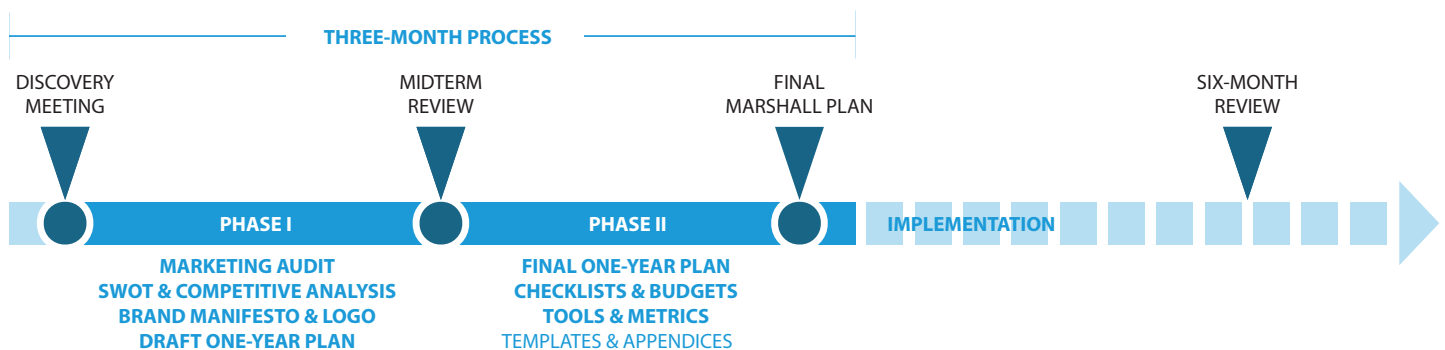 THREE-MONTH PROCESS
DISCOVERY
MEETING
MIDTERM
REVIEW
FINAL
MARSHALL PLAN
SIX-MONTH
REVIEW
PHASE I
PHASE II
IMPLEMENTATION
MARKETING AUDIT
SWOT & COMPETITIVE ANALYSIS
BRAND MANIFESTO & LOGO
DRAFT ONE-YEAR PLAN
FINAL ONE-YEAR PLAN
CHECKLISTS & BUDGETS
TOOLS & METRICS
TEMPLATES & APPENDICES